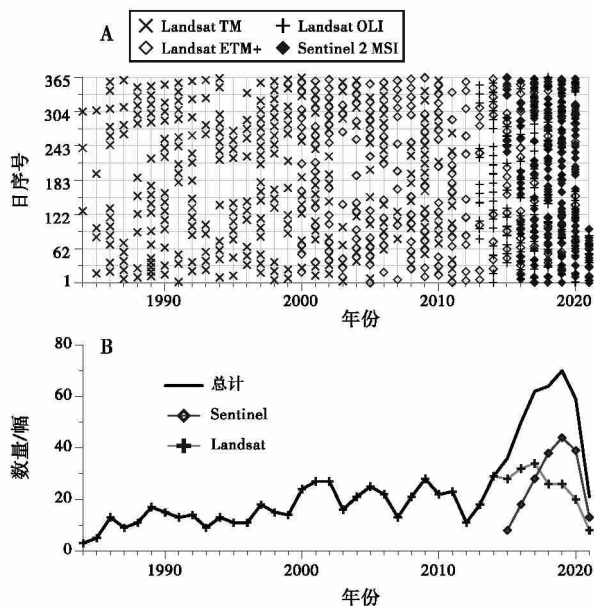 A
Landsat TM
Landsat OLI
Landsat ETM+
Sentinel 2 MSI
365
304
243
183
122
62
1
日序号
1990
2000
2010
2020
年份
B
80
60
40
20
0
数量/幅
总计
Sentinel
Landsat
1990
2000
2010
2020
年份